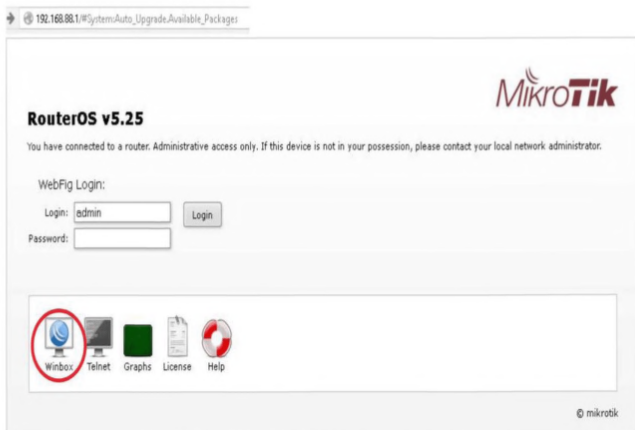 192.168.88.1/#System:Auto_Upgrade.Available_Packages
MikroTik
RouterOS v5.25
You have connected to a router. Administrative access only. If this device is not in your possession, please contact your local network administrator.
WebFig Login:
Login: admin Login
Password:
Winbox Telnet Graphs License Help
© mikrotik